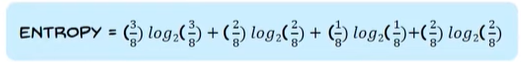 ENTROPY = (3/8) log₂(3/8) + (2/8) log₂(2/8) + (1/8) log₂(1/8)+(2/8) log₂(2/8)